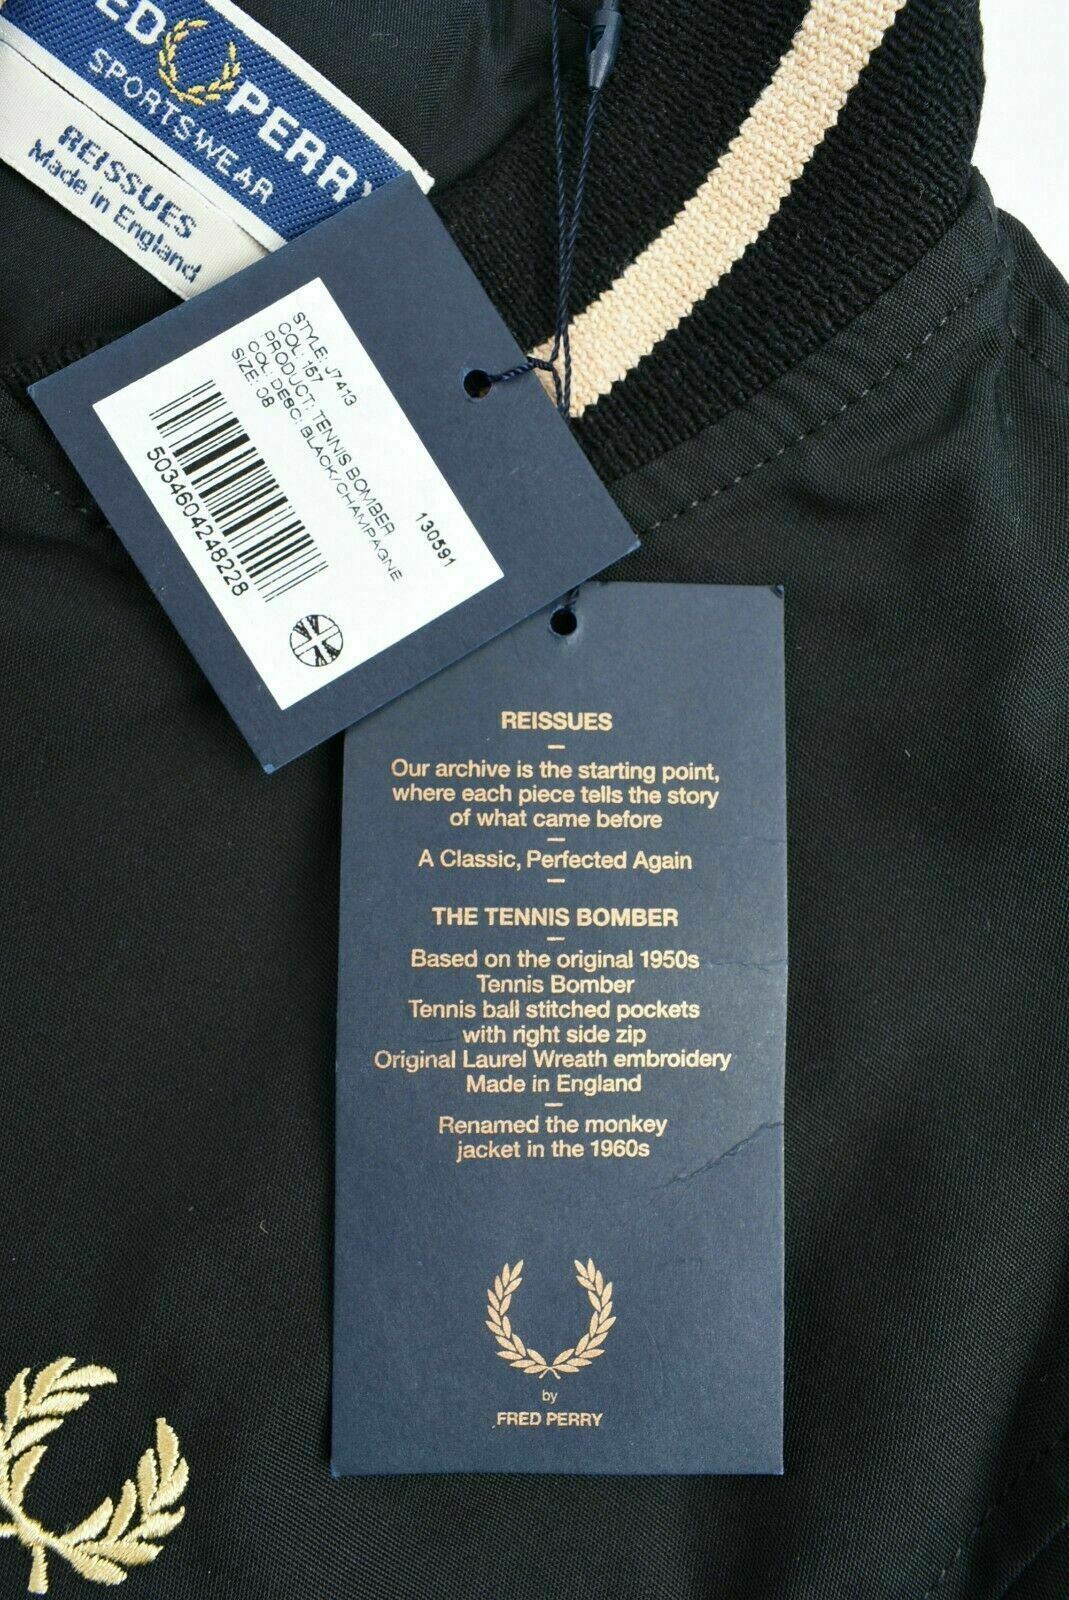 ED PERRY
SPORTSWEAR
REISSUES
Made in England
STYLE: J7413
COL: 157
PRODUCT: TENNIS BOMBER
COL DESC: BLACK/CHAMPAGNE
SIZE: 08
5034604248228
130591
REISSUES
Our archive is the starting point,
where each piece tells the story
of what came before
A Classic, Perfected Again
THE TENNIS BOMBER
Based on the original 1950s
Tennis Bomber
Tennis ball stitched pockets
with right side zip
Original Laurel Wreath embroidery
Made in England
Renamed the monkey
jacket in the 1960s
by
FRED PERRY